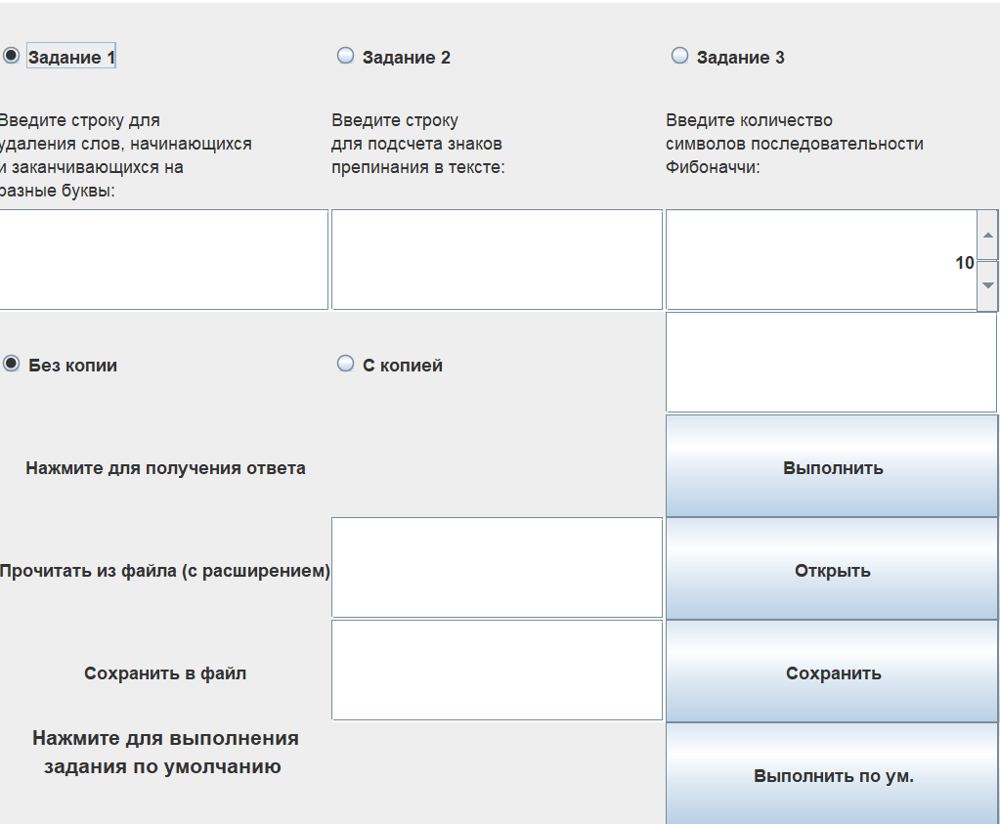 Задание 1
Задание 2
Задание 3
Введите строку для
удаления слов, начинающихся
и заканчивающихся на
разные буквы:
Введите строку
для подсчета знаков
препинания в тексте:
Введите количество
символов последовательности
Фибоначчи:
10
Без копии
С копией
Нажмите для получения ответа
Выполнить
Прочитать из файла (с расширением)
Открыть
Сохранить в файл
Сохранить
Нажмите для выполнения
задания по умолчанию
Выполнить по ум.